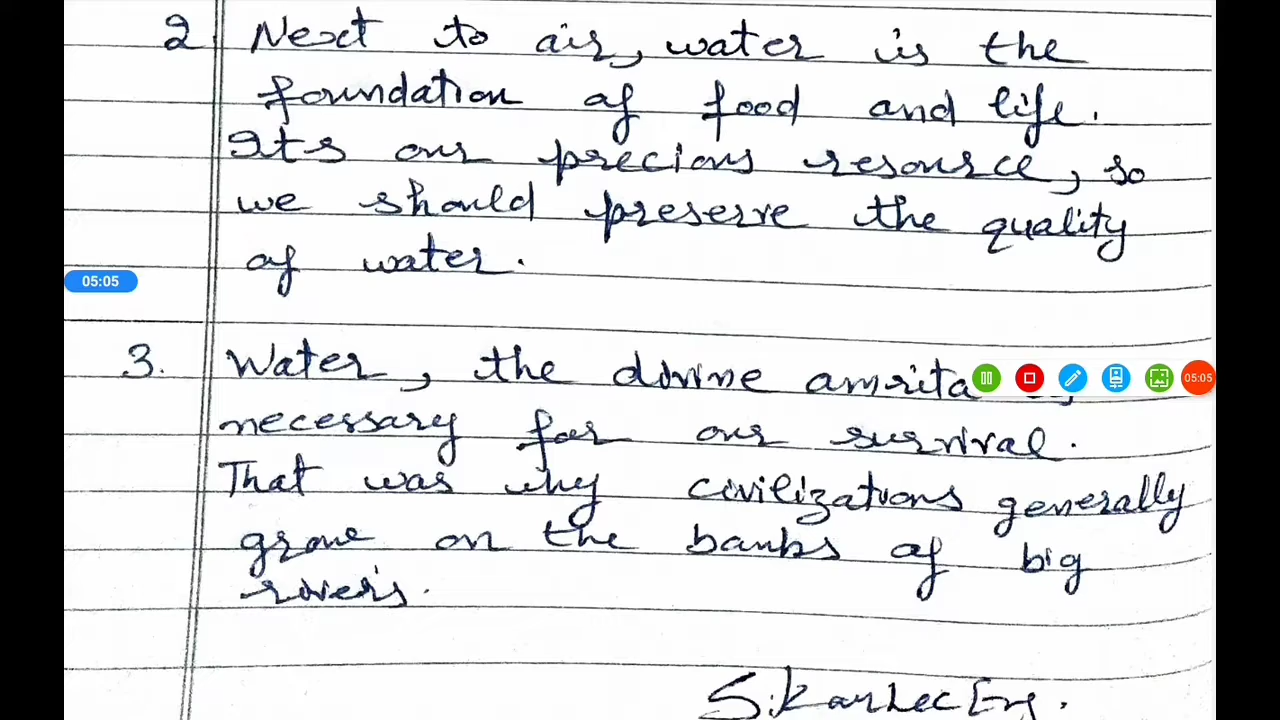 2 Next to air, water is the
foundation of food and life.
Its our precious resource, so
we should preserve the quality
of water.
05:05
3. Water, the divine amrita
05:05
necessary for our survival.
That was why civilizations generally
grow on the banks of big
rivers.